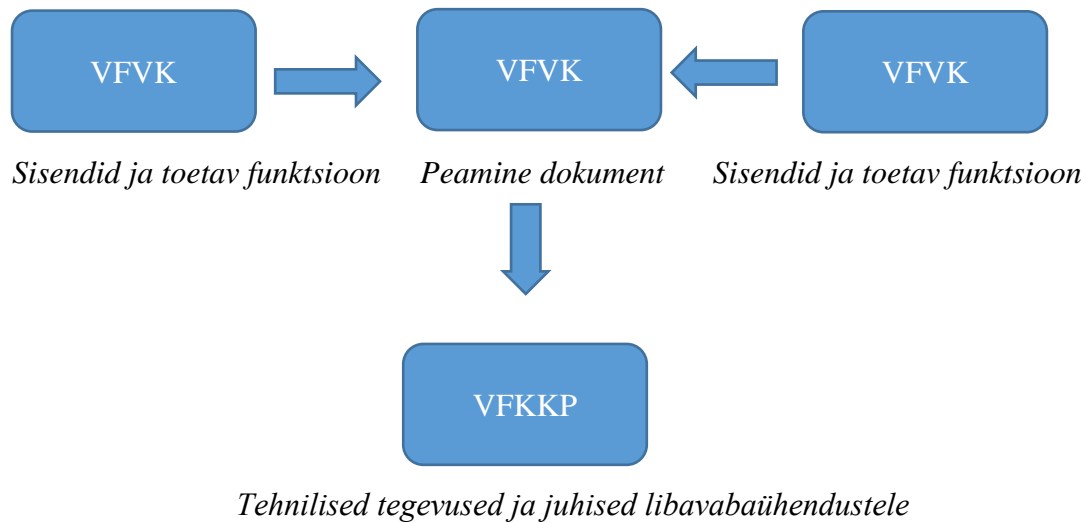 VFVK
VFVK
VFVK
Sisendid ja toetav funktsioon
Peamine dokument
Sisendid ja toetav funktsioon
VFKKP
Tehnilised tegevused ja juhised libavabaühendustele